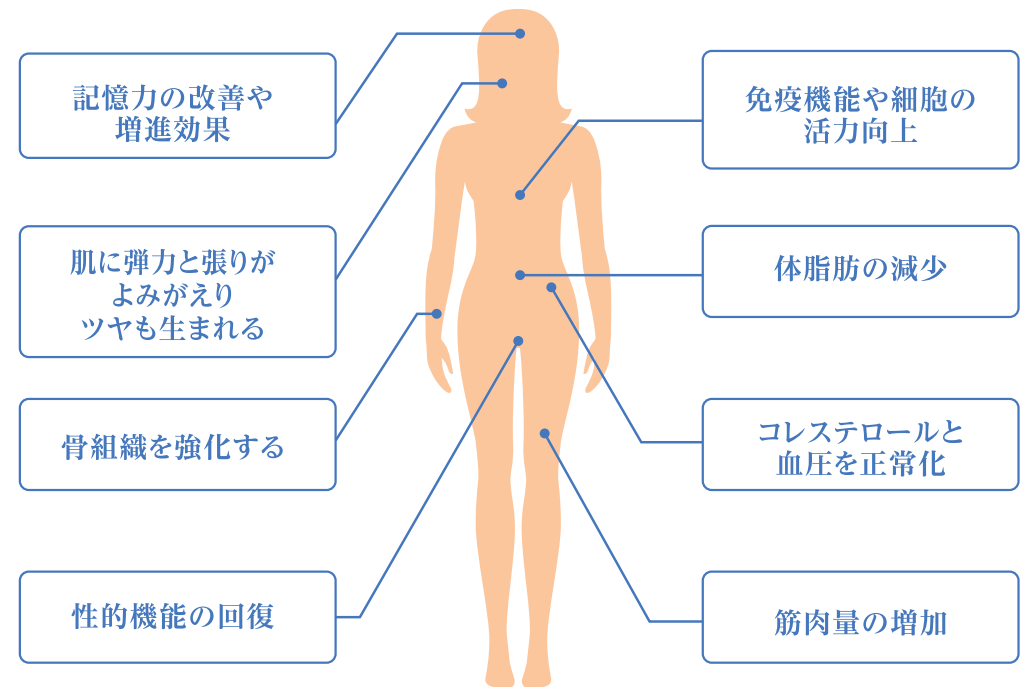 記憶力の改善や
増進効果
肌に弾力と張りが
よみがえり
ツヤも生まれる
骨組織を強化する
性的機能の回復
免疫機能や細胞の
活力向上
体脂肪の減少
コレステロールと
血圧を正常化
筋肉量の増加